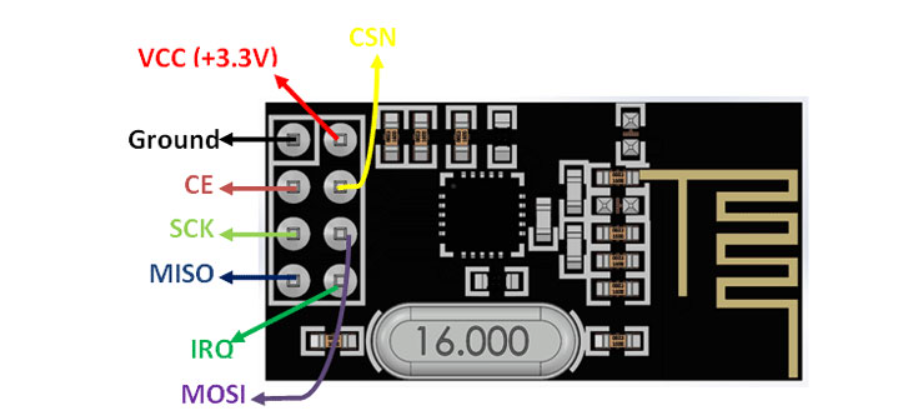 CSN
VCC (+3.3V)
Ground
CE
SCK
MISO
IRQ
MOSI
16.000